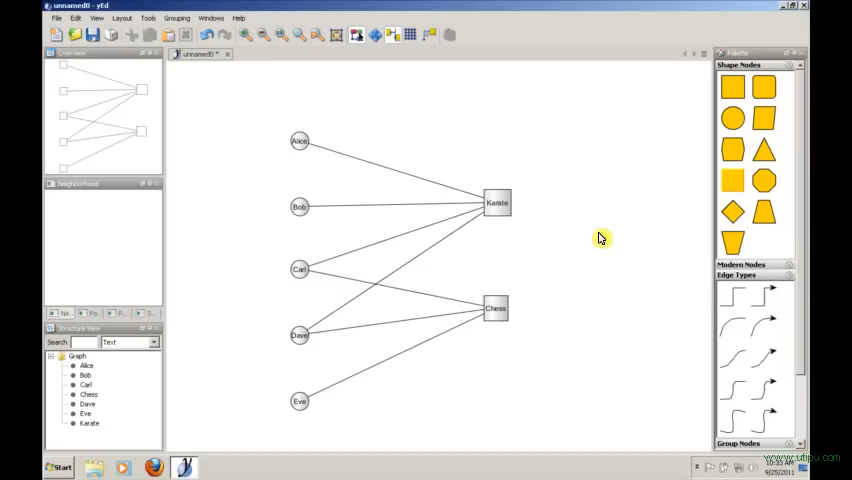 unnamed0 - yEd
File Edit View Layout Tools Grouping Windows Help
Overview
unnamed0 *
Palette
Shape Nodes
Alice
Bob
Carl
Dave
Eve
Karate
Chess
Neighborhood
Modern Nodes
Edge Types
Ne... Fo... P... S...
Structure View
Search Text
Graph
Alice
Bob
Carl
Chess
Dave
Eve
Karate
Group Nodes
Start
www.utipu.com
10:33 AM
9/25/2011